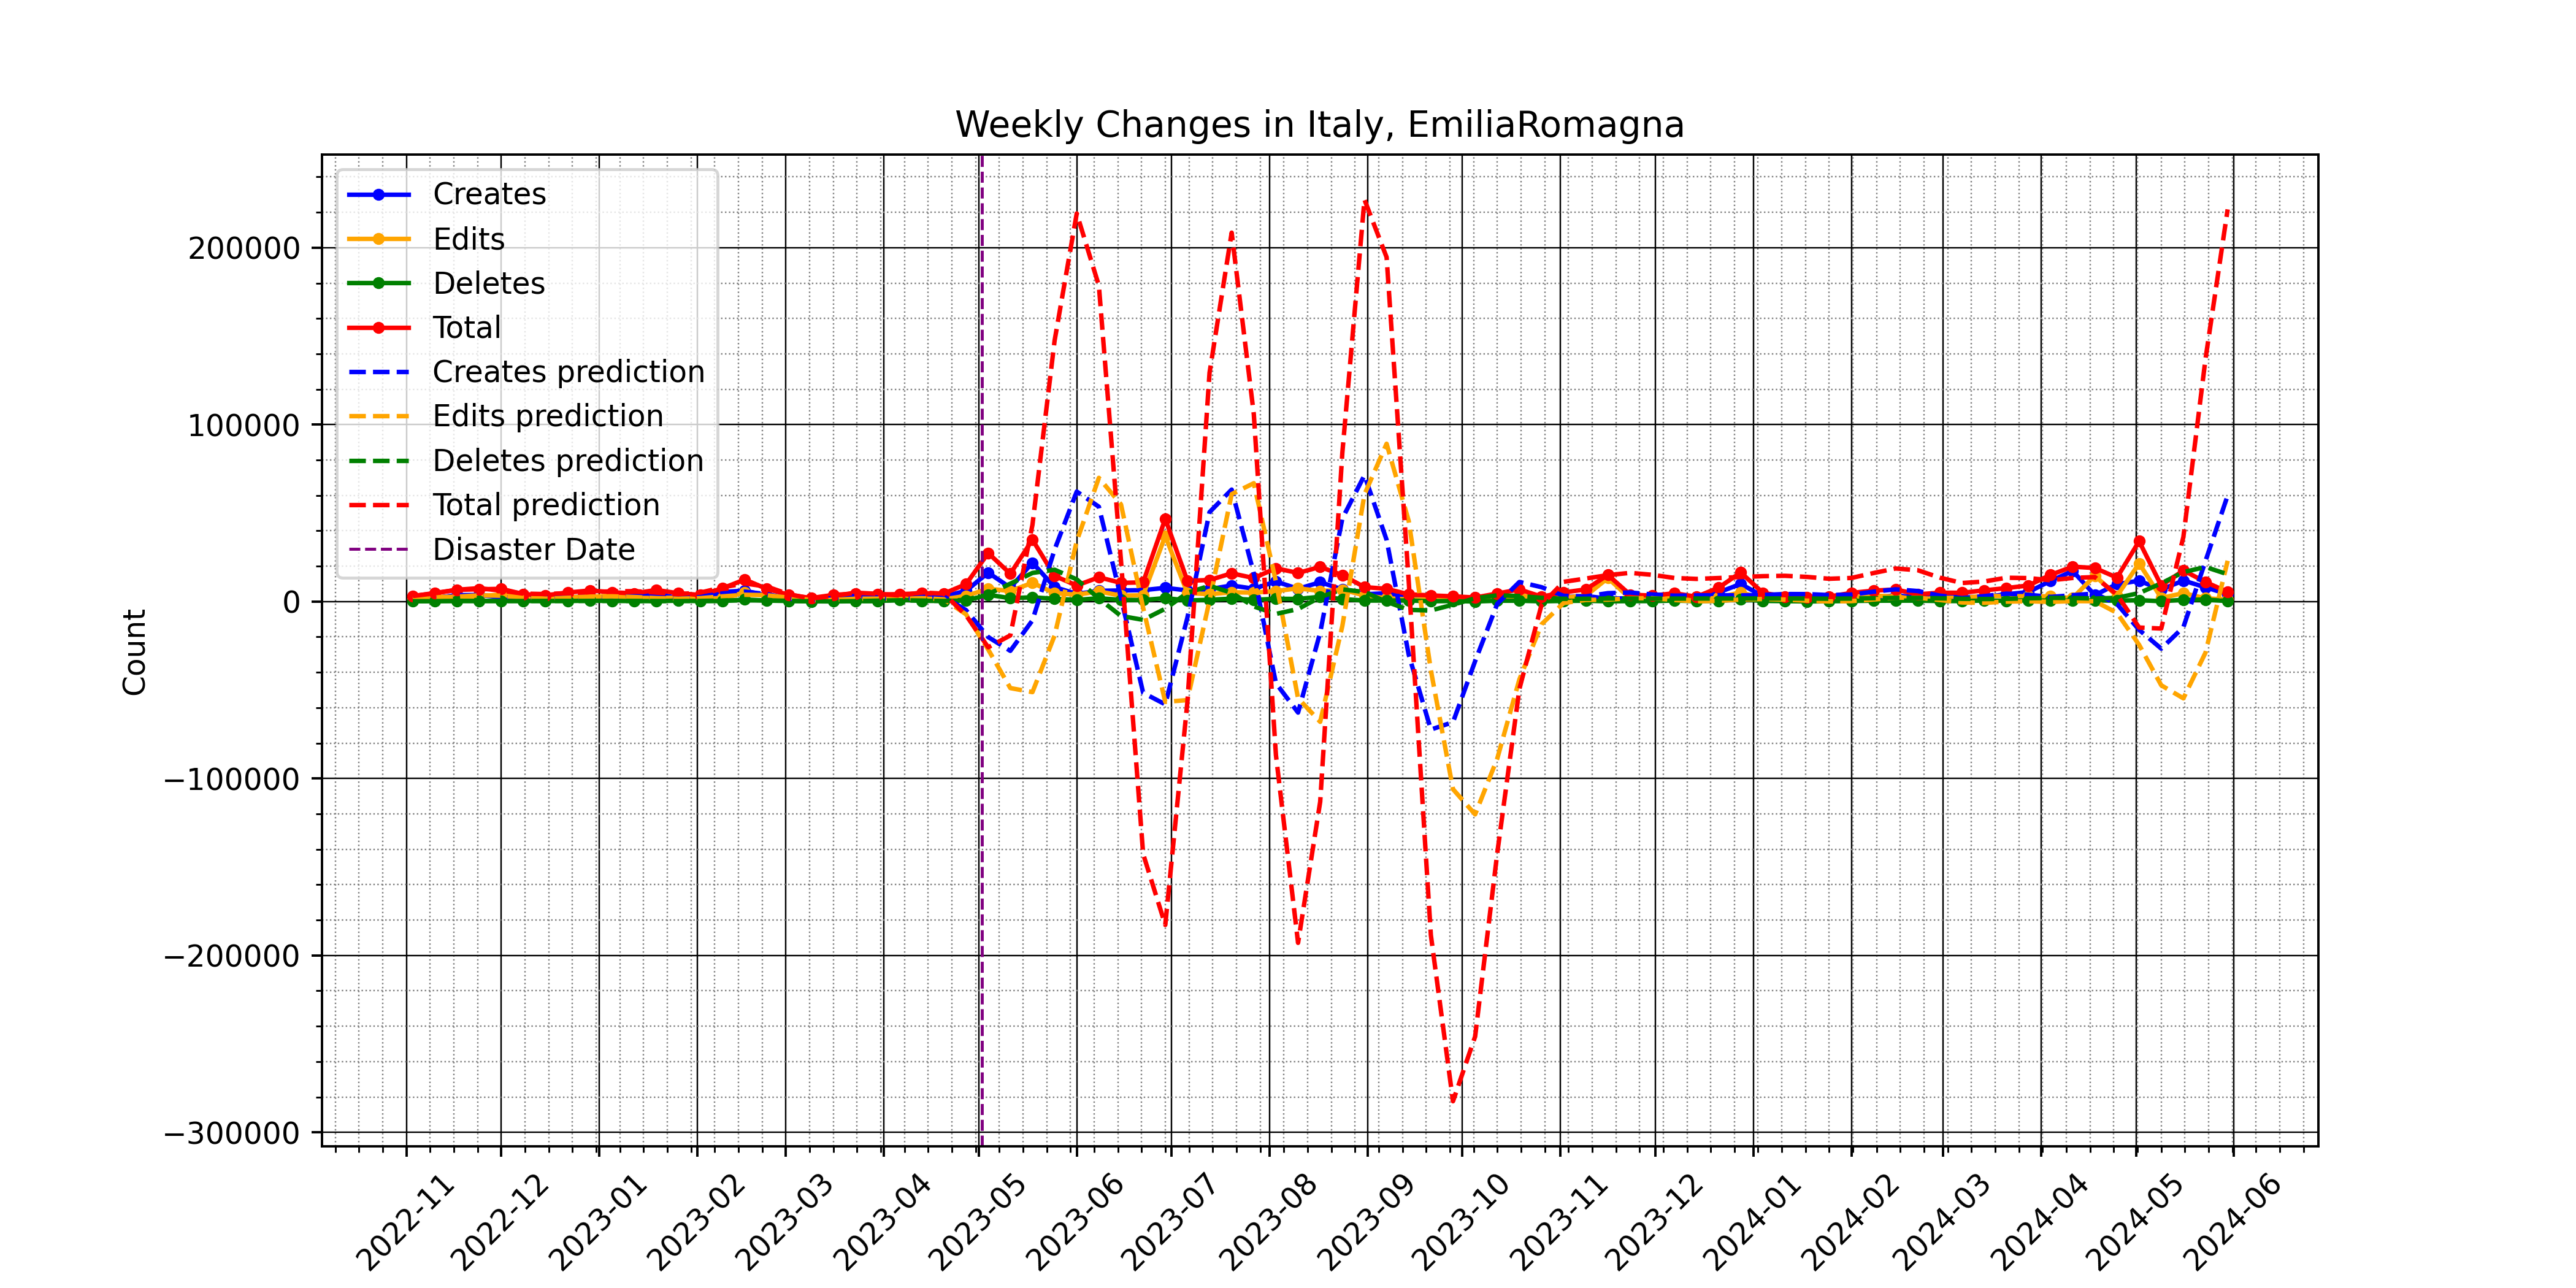 Weekly Changes in Italy, EmiliaRomagna
Creates
Edits
Deletes
Total
Creates prediction
Edits prediction
Deletes prediction
Total prediction
Disaster Date
200000
100000
0
−100000
−200000
−300000
Count
2022-11
2022-12
2023-01
2023-02
2023-03
2023-04
2023-05
2023-06
2023-07
2023-08
2023-09
2023-10
2023-11
2023-12
2024-01
2024-02
2024-03
2024-04
2024-05
2024-06